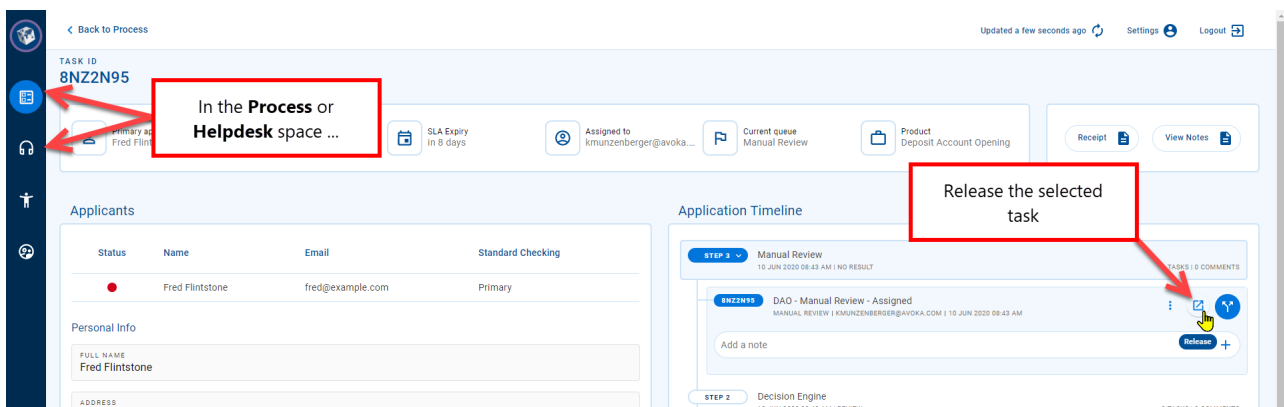 Back to Process
Updated a few seconds ago
Settings
Logout
TASK ID
8NZ2N95
In the Process or
Helpdesk space ...
Primary
Fred
SLA Expiry
in 8 days
Assigned to
kmunzenberger@avoka....
Current queue
Manual Review
Product
Deposit Account Opening
Receipt
View Notes
Release the selected
task
Applicants
Application Timeline
Status Name Email Standard Checking
Fred Flintstone fred@example.com Primary
STEP 3
Manual Review
10 JUN 2020 08:43 AM | NO RESULT
TASKS | 0 COMMENTS
8NZ2N95
DAO - Manual Review - Assigned
MANUAL REVIEW | KMUNZENBERGER@AVOKA.COM | 10 JUN 2020 08:43 AM
Add a note
Release
Personal Info
FULL NAME
Fred Flintstone
ADDRESS
STEP 2
Decision Engine